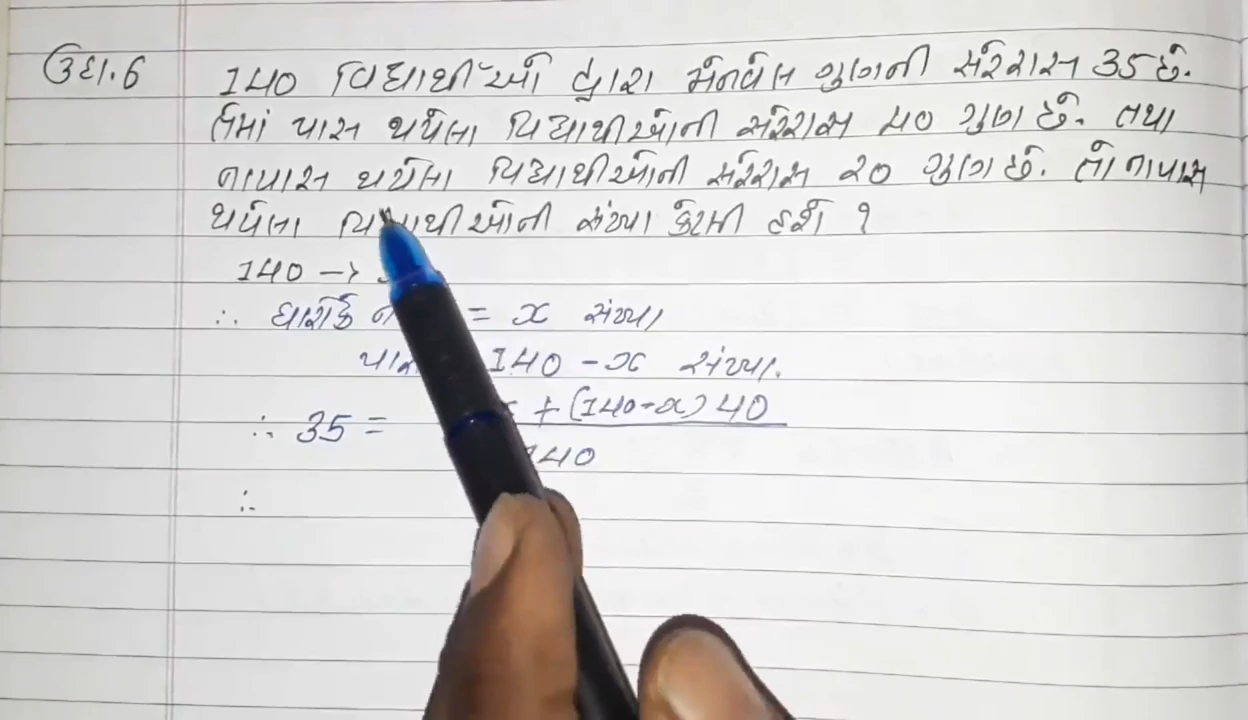 ઉદા.6 140 વિદ્યાર્થીઓ દ્વારા મેળવેલ ગુણની સરેરાશ 35 છે.
તેમાં પાસ થયેલા વિદ્યાર્થીઓની સરેરાશ 40 ગુણ છે. તથા
નાપાસ થયેલા વિદ્યાર્થીઓની સરેરાશ 20 ગુણ છે. તો નાપાસ
થયેલા વિદ્યાર્થીઓની સંખ્યા કેટલી હશે ?
140 →
∴ ધારોકે = x સંખ્યા
140 - x સંખ્યા.
∴ 35 = + (140-x) 40
140
∴